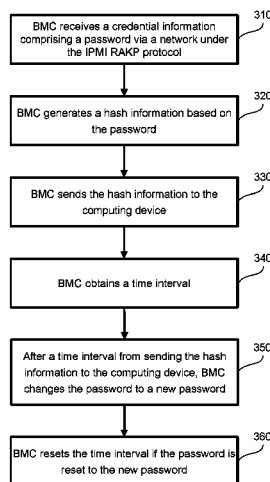 310
BMC receives a credential information
comprising a password via a network under
the IPMI RAKP protocol
320
BMC generates a hash information based on
the password
330
BMC sends the hash information to the
computing device
340
BMC obtains a time interval
350
After a time interval from sending the hash
information to the computing device, BMC
changes the password to a new password
360
BMC resets the time interval if the password is
reset to the new password